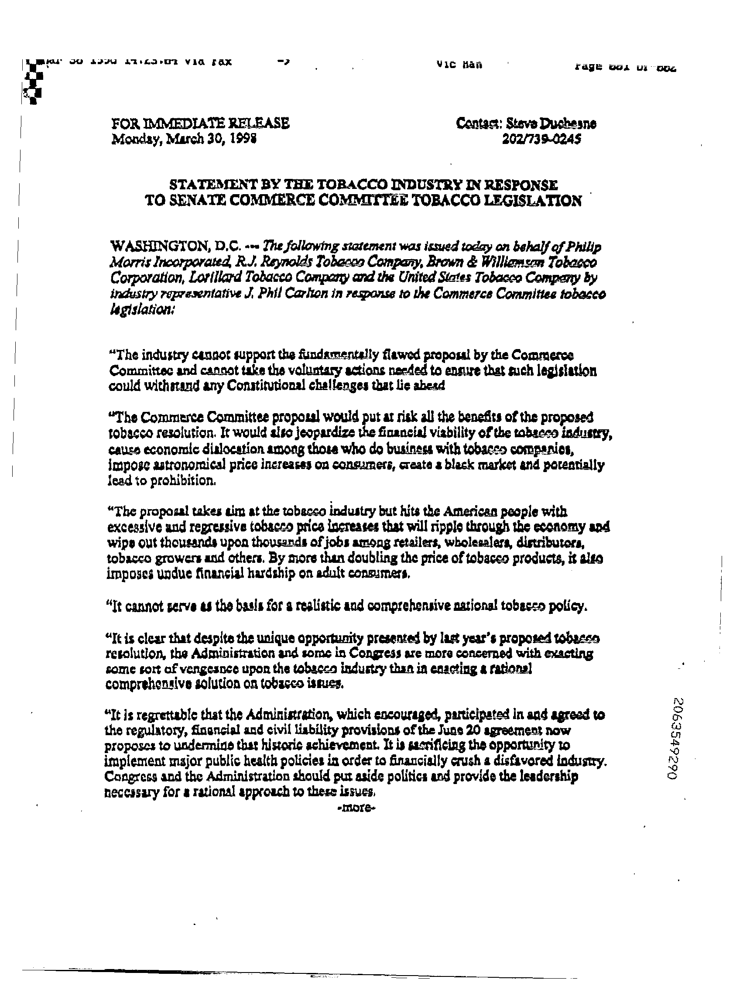 via fax
Vic Han
Page 001 of 002
FOR IMMEDIATE RELEASE
Monday, March 30, 1998
Contact: Steve Duchesne
202/739-0245
STATEMENT BY THE TOBACCO INDUSTRY IN RESPONSE
TO SENATE COMMERCE COMMITTEE TOBACCO LEGISLATION
WASHINGTON, D.C. --- The following statement was issued today on behalf of Philip
Morris Incorporated, R.J. Reynolds Tobacco Company, Brown & Williamson Tobacco
Corporation, Lorillard Tobacco Company and the United States Tobacco Company by
industry representative J. Phil Carlton in response to the Commerce Committee tobacco
legislation:
"The industry cannot support the fundamentally flawed proposal by the Commerce
Committee and cannot take the voluntary actions needed to ensure that such legislation
could withstand any Constitutional challenges that lie ahead
"The Commerce Committee proposal would put at risk all the benefits of the proposed
tobacco resolution. It would also jeopardize the financial viability of the tobacco industry,
cause economic dislocation among those who do business with tobacco companies,
impose astronomical price increases on consumers, create a black market and potentially
lead to prohibition.
"The proposal takes aim at the tobacco industry but hits the American people with
excessive and regressive tobacco price increases that will ripple through the economy and
wipe out thousands upon thousands of jobs among retailers, wholesalers, distributors,
tobacco growers and others. By more than doubling the price of tobacco products, it also
imposes undue financial hardship on adult consumers.
"It cannot serve as the basis for a realistic and comprehensive national tobacco policy.
"It is clear that despite the unique opportunity presented by last year's proposed tobacco
resolution, the Administration and some in Congress are more concerned with exacting
some sort of vengeance upon the tobacco industry than in enacting a rational
comprehensive solution on tobacco issues.
"It is regrettable that the Administration, which encouraged, participated in and agreed to
the regulatory, financial and civil liability provisions of the June 20 agreement now
proposes to undermine that historic achievement. It is sacrificing the opportunity to
implement major public health policies in order to financially crush a disfavored industry.
Congress and the Administration should put aside politics and provide the leadership
necessary for a rational approach to these issues.
-more-
2063549290